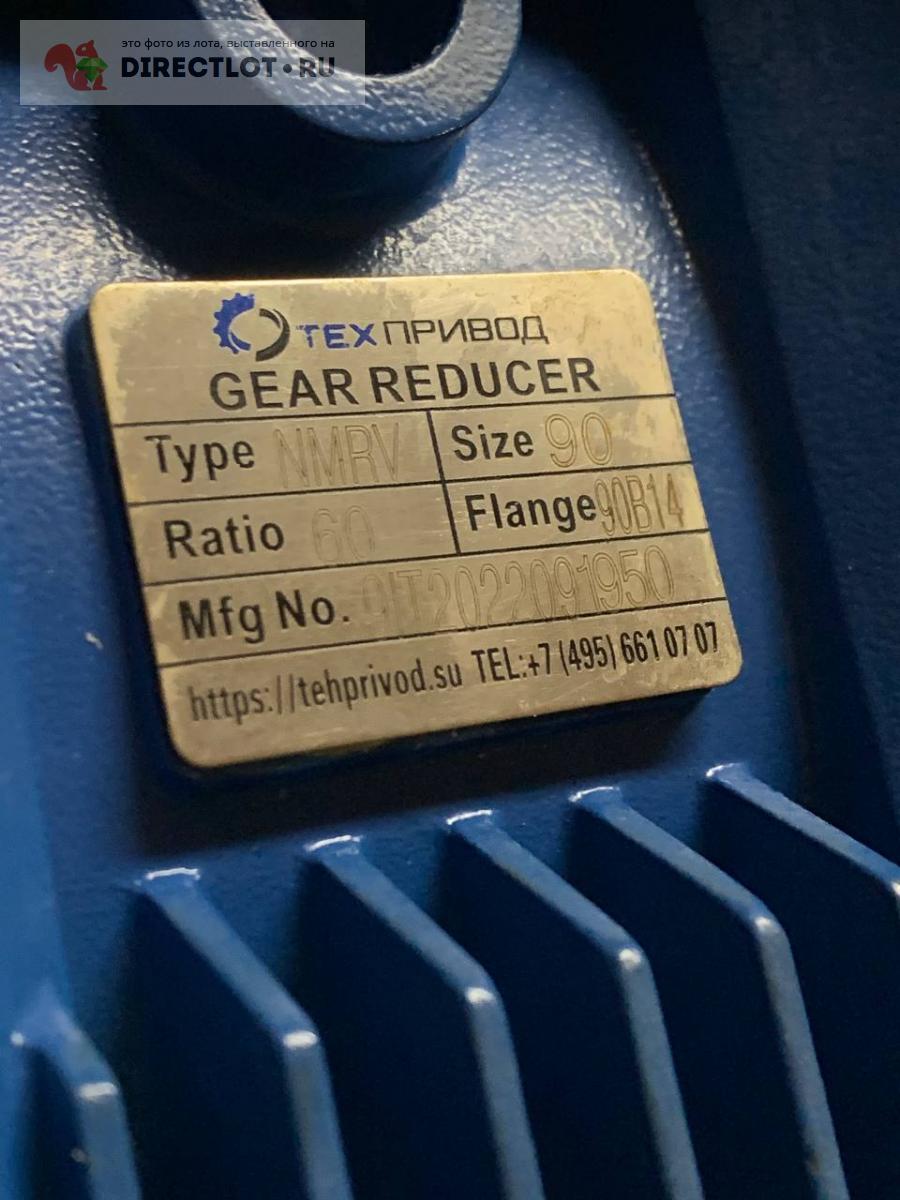 это фото из лота, выставленного на
DIRECTLOT.RU
ТЕХПРИВОД
GEAR REDUCER
Type NMRV Size 90
Ratio 60 Flange 90B14
Mfg No. QIT2022091950
https://tehprivod.su TEL:+7 (495) 661 07 07